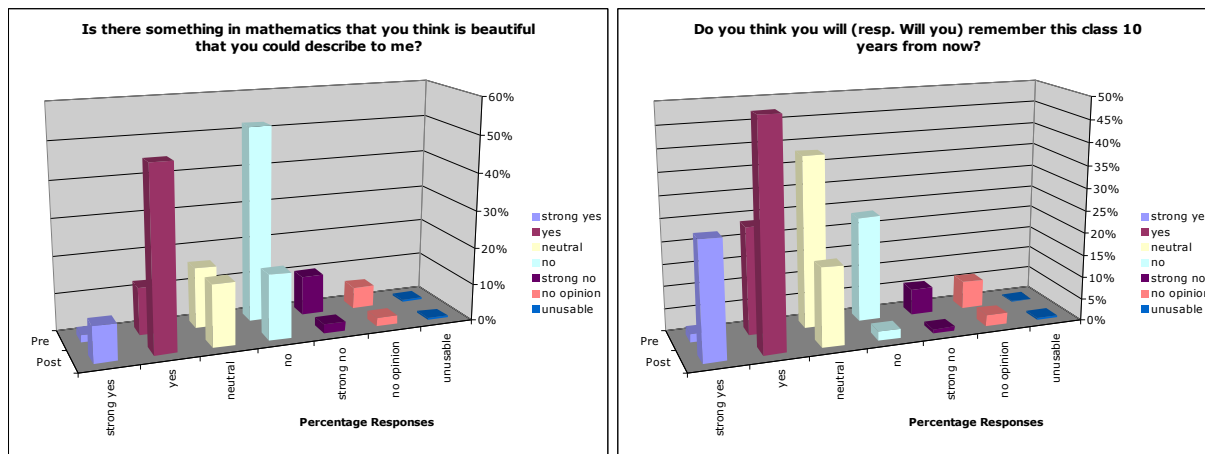 Is there something in mathematics that you think is beautiful
that you could describe to me?
60%
50%
40%
30%
20%
10%
0%
Pre
Post
strong yes
yes
neutral
no
strong no
no opinion
unusable
Percentage Responses
strong yes
yes
neutral
no
strong no
no opinion
unusable
Do you think you will (resp. Will you) remember this class 10
years from now?
50%
45%
40%
35%
30%
25%
20%
15%
10%
5%
0%
Pre
Post
strong yes
yes
neutral
no
strong no
no opinion
unusable
Percentage Responses
strong yes
yes
neutral
no
strong no
no opinion
unusable